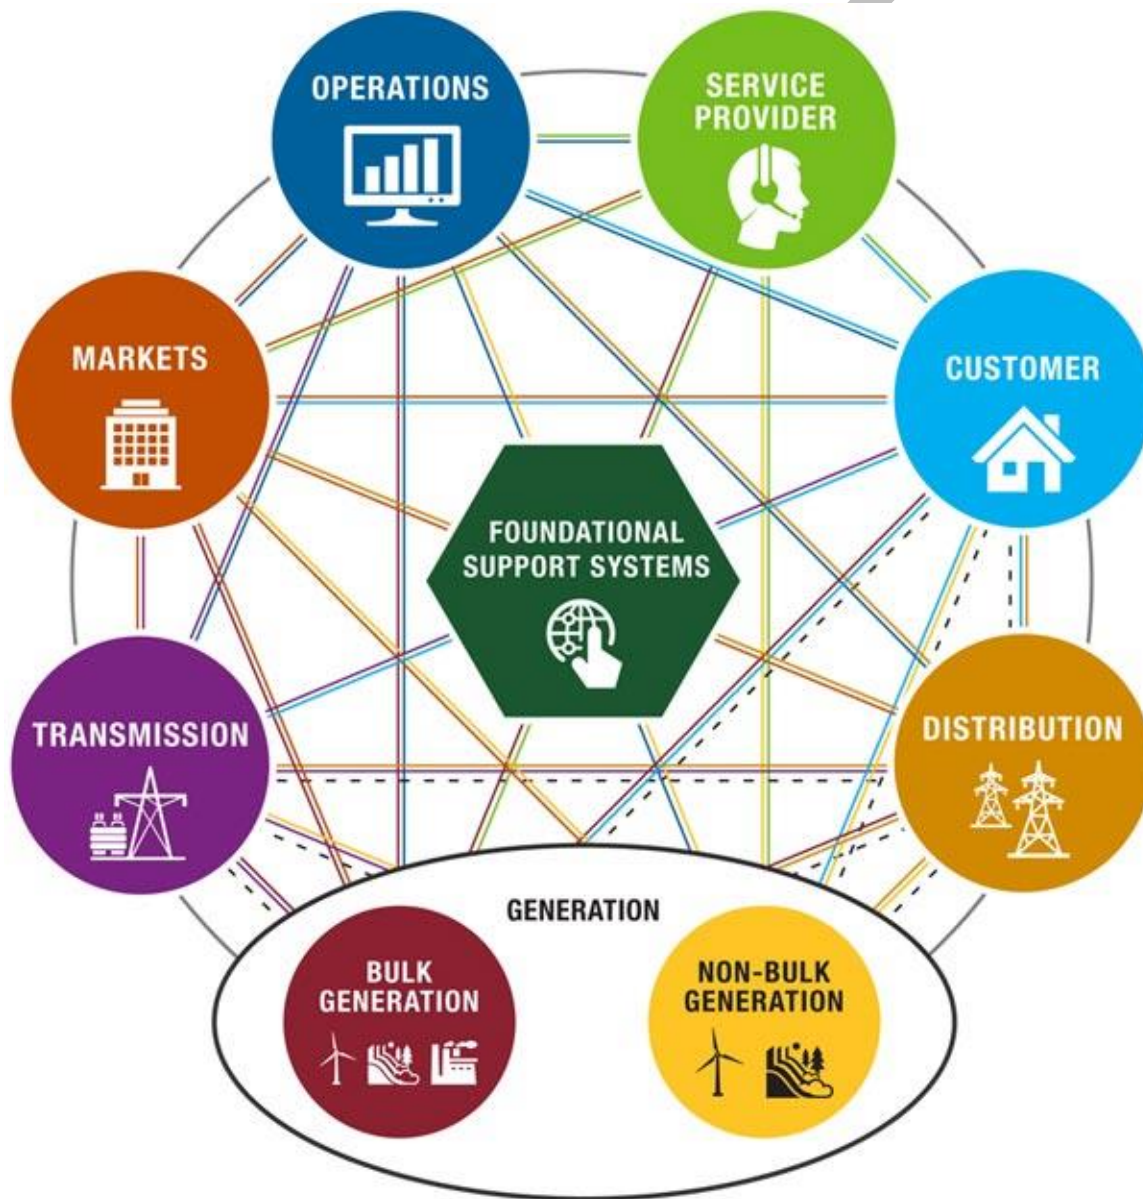 OPERATIONS
SERVICE
PROVIDER
MARKETS
CUSTOMER
FOUNDATIONAL
SUPPORT SYSTEMS
TRANSMISSION
DISTRIBUTION
GENERATION
BULK
GENERATION
NON-BULK
GENERATION